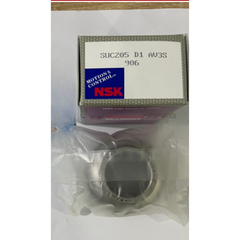 SUC205 D1 AV3S
906
MOTION &
CONTROL
NSK